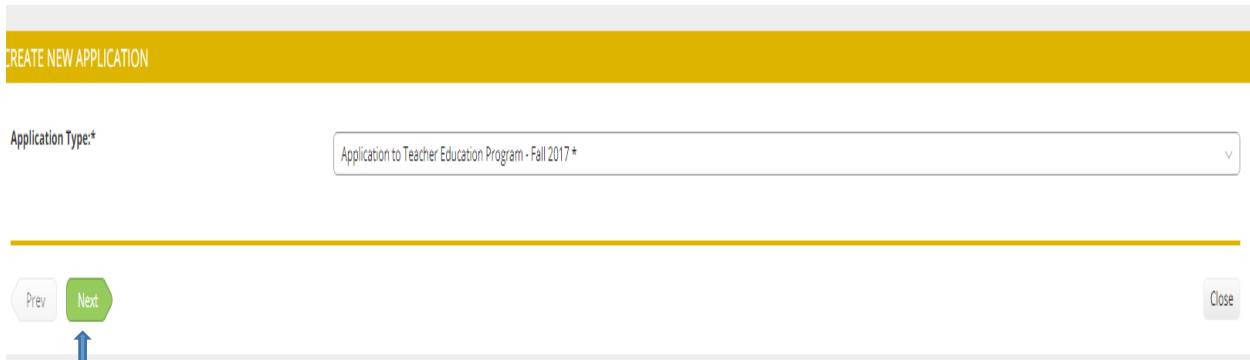 CREATE NEW APPLICATION
Application Type:*
Application to Teacher Education Program - Fall 2017 *
Prev
Next
Close